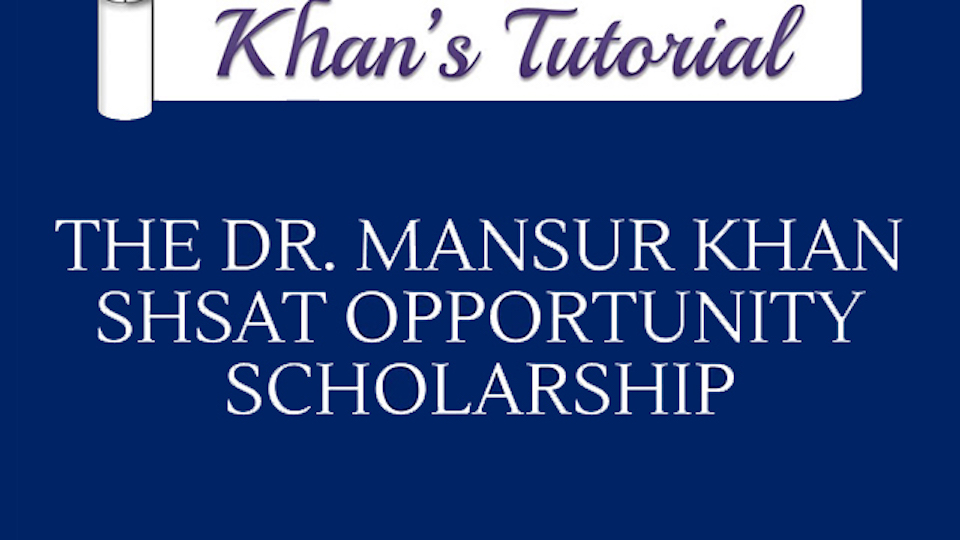 Khan's Tutorial
THE DR. MANSUR KHAN
SHSAT OPPORTUNITY
SCHOLARSHIP